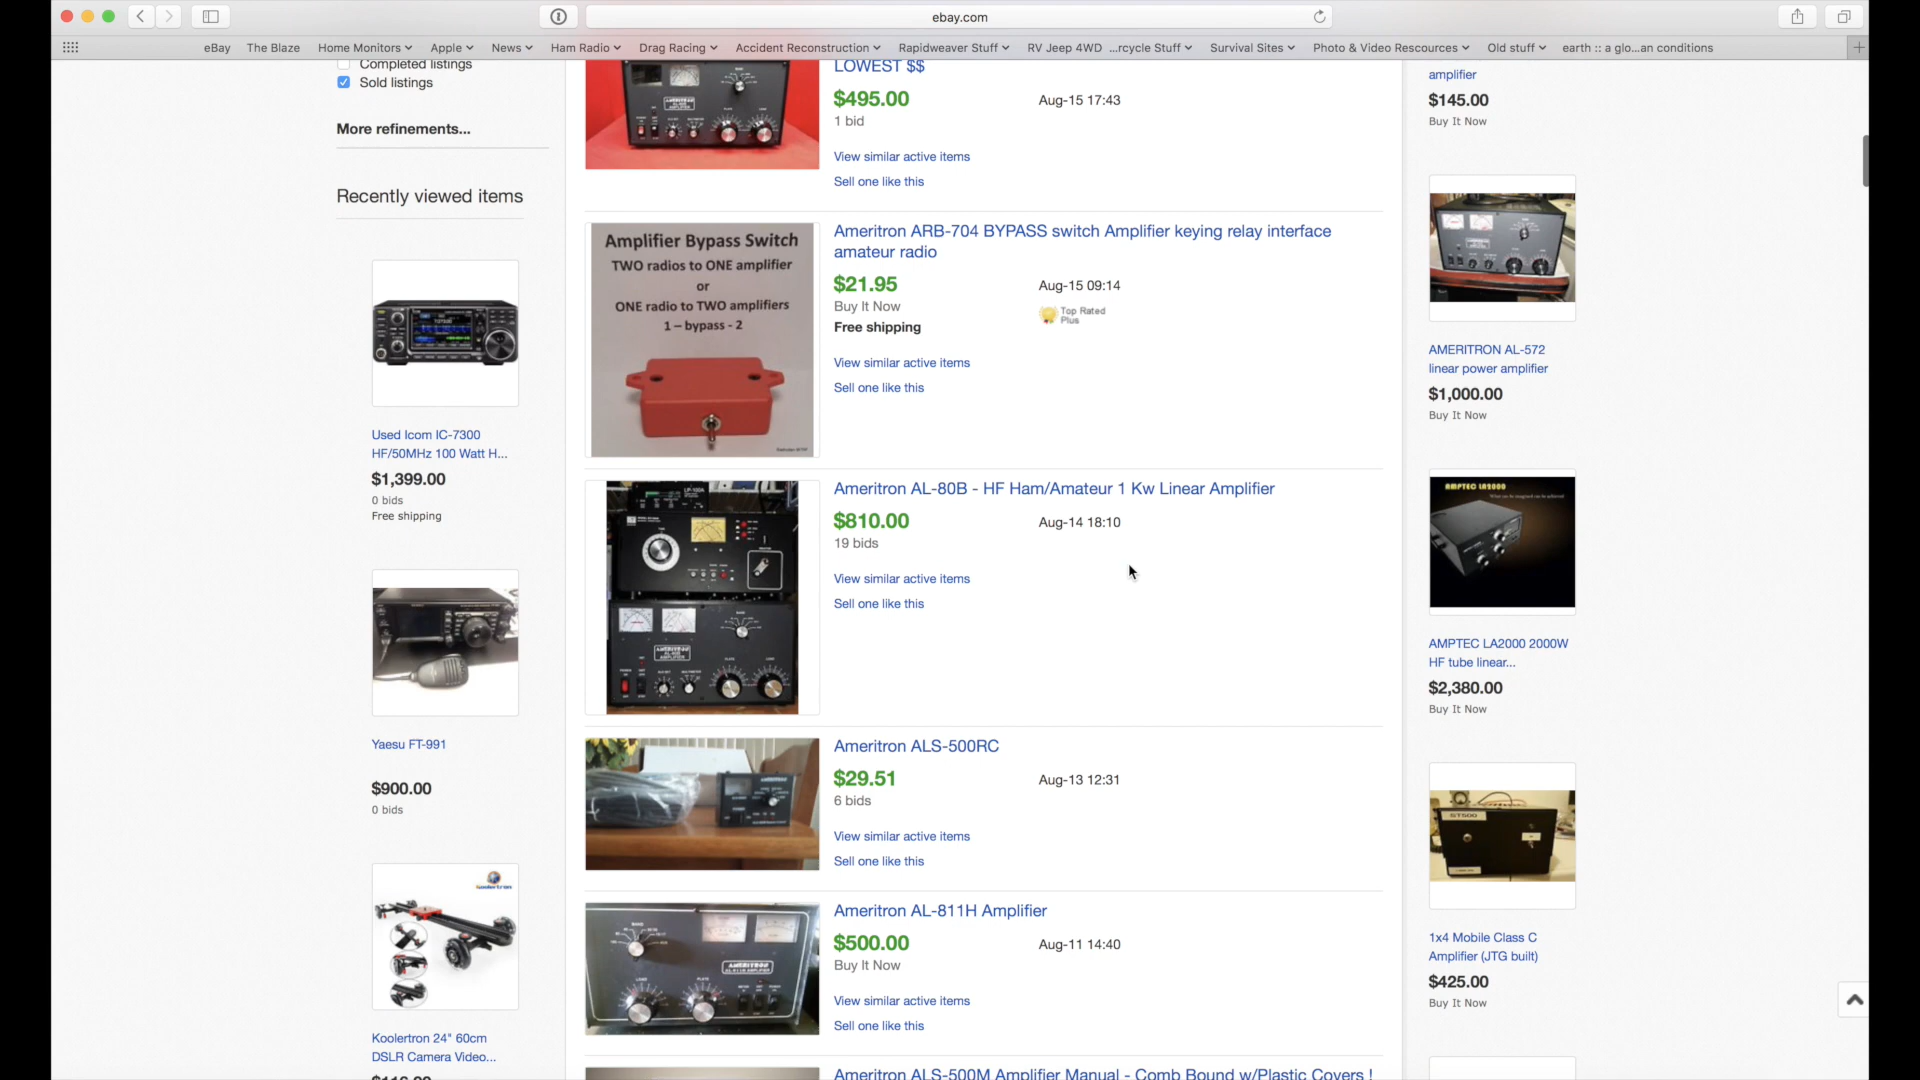 ebay.com
eBay
The Blaze
Home Monitors
Apple
News
Ham Radio
Drag Racing
Accident Reconstruction
Rapidweaver Stuff
RV Jeep 4WD ...rcycle Stuff
Survival Sites
Photo & Video Rescources
Old stuff
earth :: a glo...an conditions
Completed listings
Sold listings
More refinements...
Recently viewed items
Used Icom IC-7300
HF/50MHz 100 Watt H...
$1,399.00
0 bids
Free shipping
Yaesu FT-991
$900.00
0 bids
koolertron
Koolertron 24" 60cm
DSLR Camera Video...
LOWEST $$
$495.00
Aug-15 17:43
1 bid
View similar active items
Sell one like this
Amplifier Bypass Switch
TWO radios to ONE amplifier
or
ONE radio to TWO amplifiers
1 – bypass - 2
Ameritron ARB-704 BYPASS switch Amplifier keying relay interface
amateur radio
$21.95
Aug-15 09:14
Buy It Now
Top Rated
Plus
Free shipping
View similar active items
Sell one like this
Ameritron AL-80B - HF Ham/Amateur 1 Kw Linear Amplifier
$810.00
Aug-14 18:10
19 bids
View similar active items
Sell one like this
AMERITRON
AMPLIFIER
Ameritron ALS-500RC
$29.51
Aug-13 12:31
6 bids
View similar active items
Sell one like this
AMERITRON
Ameritron AL-811H Amplifier
$500.00
Aug-11 14:40
Buy It Now
View similar active items
Sell one like this
Ameritron ALS-500M Amplifier Manual - Comb Bound w/Plastic Covers !
amplifier
$145.00
Buy It Now
AMERITRON AL-572
linear power amplifier
$1,000.00
Buy It Now
AMPTEC LA2000
AMPTEC LA2000 2000W
HF tube linear...
$2,380.00
Buy It Now
ST500
1x4 Mobile Class C
Amplifier (JTG built)
$425.00
Buy It Now